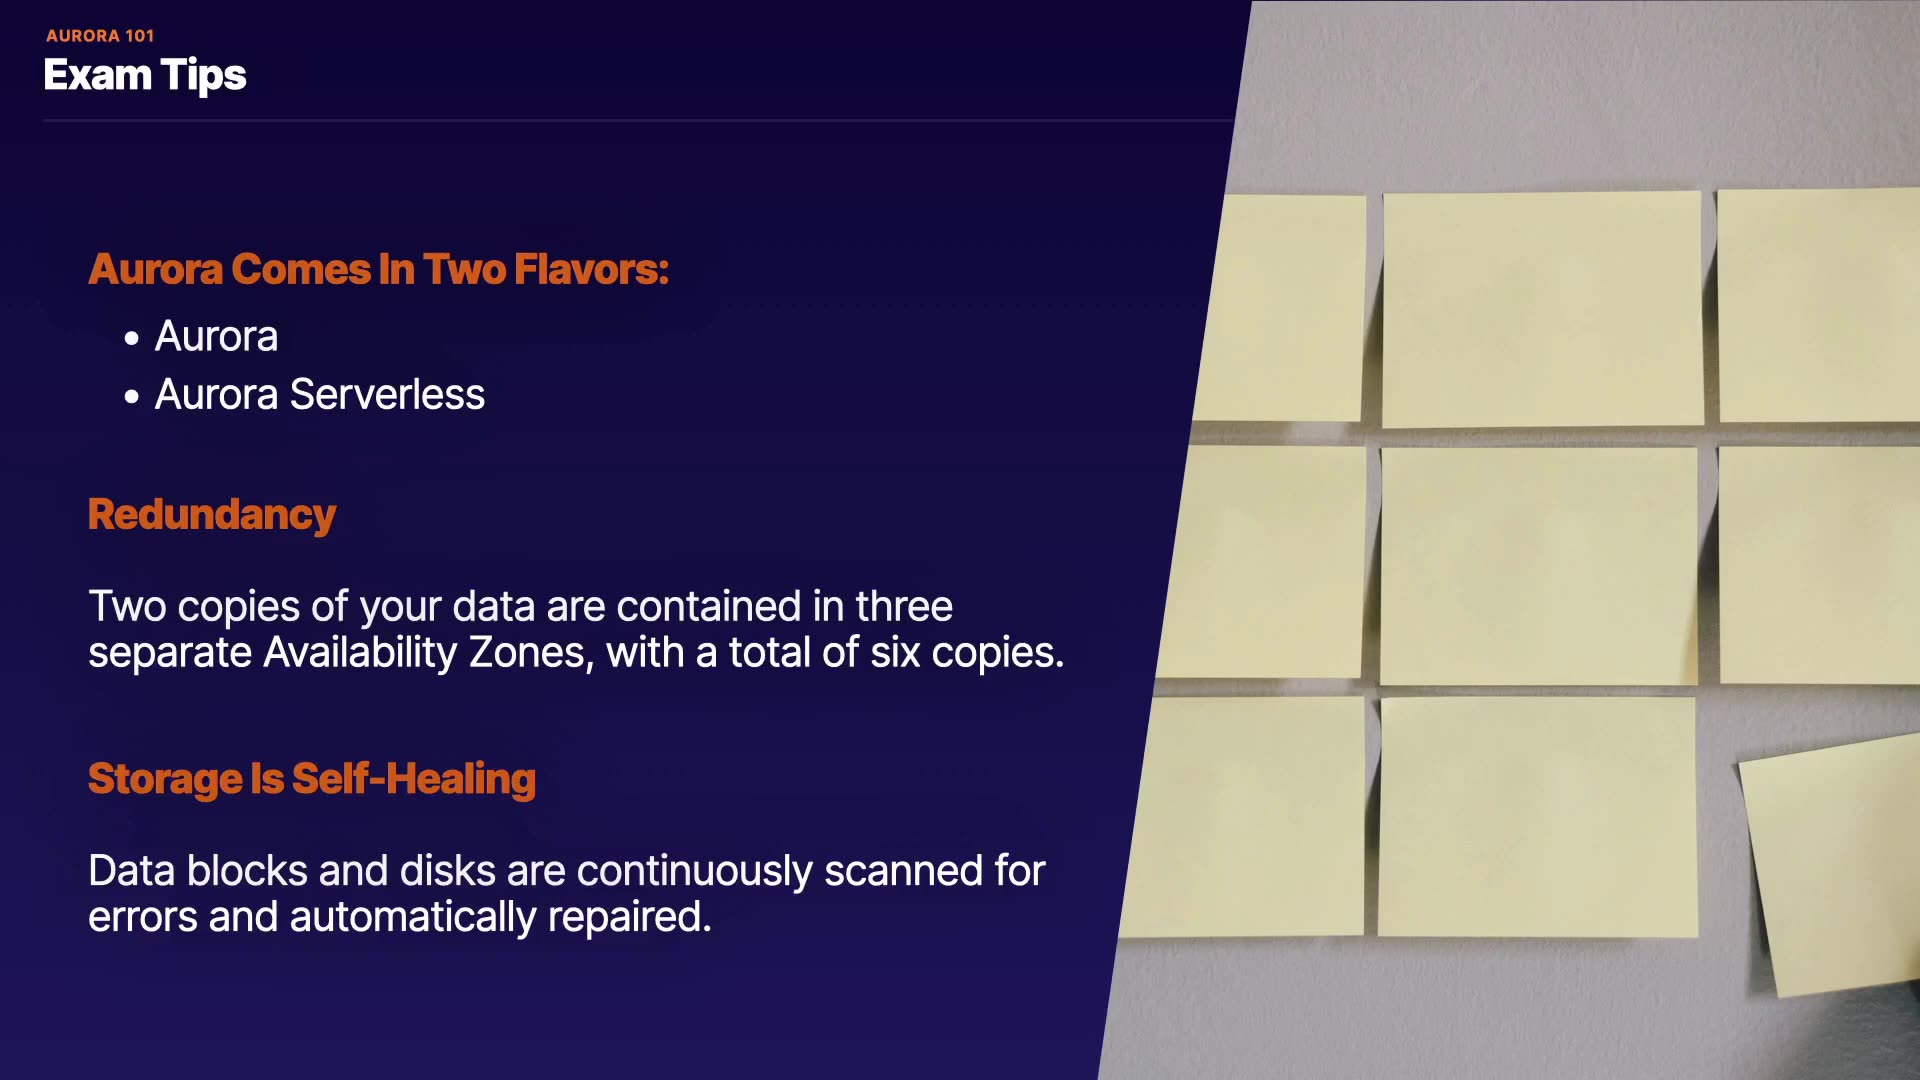 AURORA 101
Exam Tips
Aurora Comes In Two Flavors:
• Aurora
• Aurora Serverless
Redundancy
Two copies of your data are contained in three
separate Availability Zones, with a total of six copies.
Storage Is Self-Healing
Data blocks and disks are continuously scanned for
errors and automatically repaired.